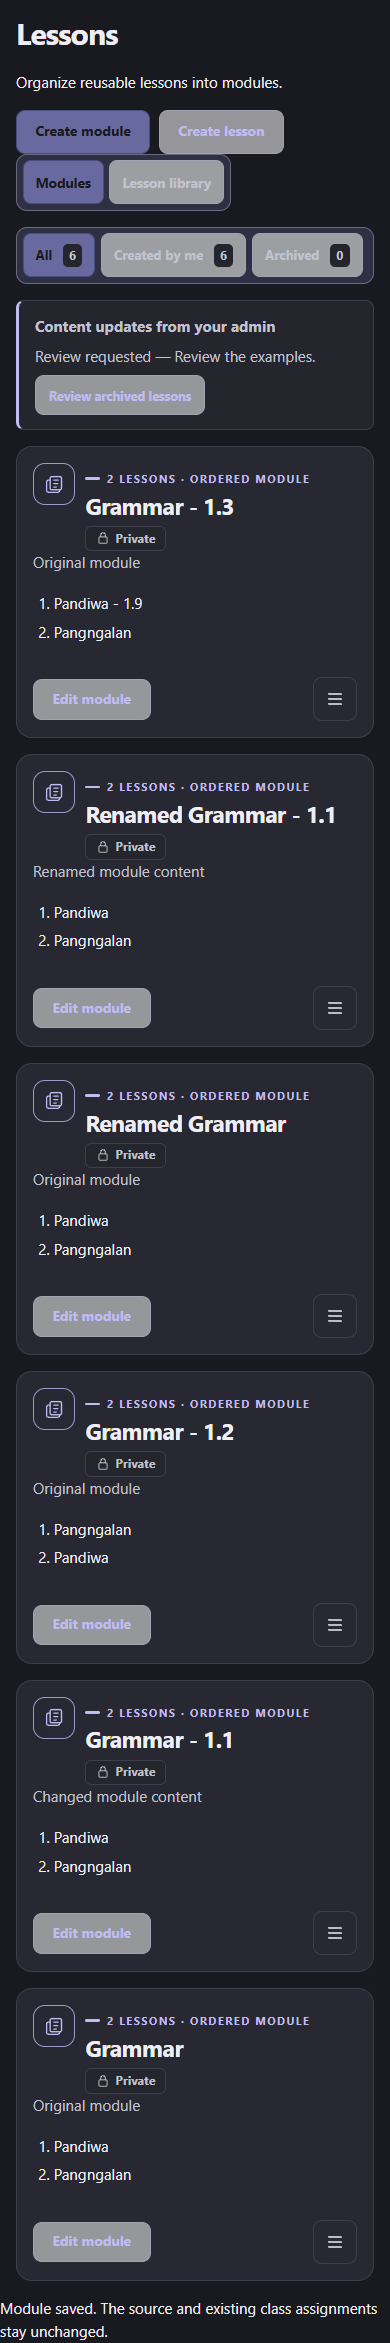 Lessons
Organize reusable lessons into modules.
Create module
Create lesson
Modules
Lesson library
All 6
Created by me 6
Archived 0
Content updates from your admin
Review requested — Review the examples.
Review archived lessons
2 LESSONS · ORDERED MODULE
Grammar - 1.3
Private
Original module
1. Pandiwa - 1.9
2. Pangngalan
Edit module
2 LESSONS · ORDERED MODULE
Renamed Grammar - 1.1
Private
Renamed module content
1. Pandiwa
2. Pangngalan
Edit module
2 LESSONS · ORDERED MODULE
Renamed Grammar
Private
Original module
1. Pandiwa
2. Pangngalan
Edit module
2 LESSONS · ORDERED MODULE
Grammar - 1.2
Private
Original module
1. Pangngalan
2. Pandiwa
Edit module
2 LESSONS · ORDERED MODULE
Grammar - 1.1
Private
Changed module content
1. Pandiwa
2. Pangngalan
Edit module
2 LESSONS · ORDERED MODULE
Grammar
Private
Original module
1. Pandiwa
2. Pangngalan
Edit module
Module saved. The source and existing class assignments
stay unchanged.